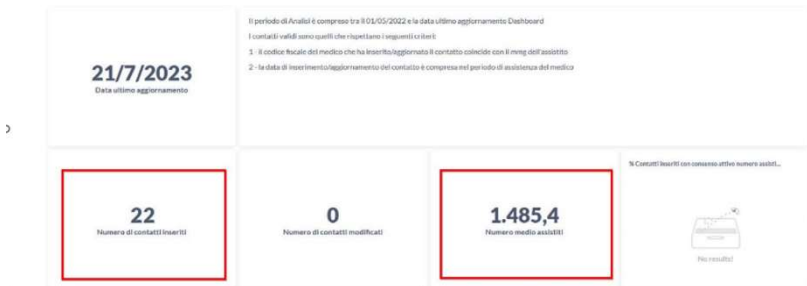 Il periodo di Analisi è compreso tra il 01/05/2022 e la data ultimo aggiornamento Dashboard
I contatti validi sono quelli che rispettano i seguenti criteri:
1 - il codice fiscale del medico che ha inserito/aggiornato il contatto coincide con il mmg dell'assistito
2 - la data di inserimento/aggiornamento del contatto è compresa nel periodo di assistenza del medico
21/7/2023
Data ultimo aggiornamento
% Contatti inseriti con consenso attivo numero assisti...
22
Numero di contatti inseriti
0
Numero di contatti modificati
1.485,4
Numero medio assistiti
No results!